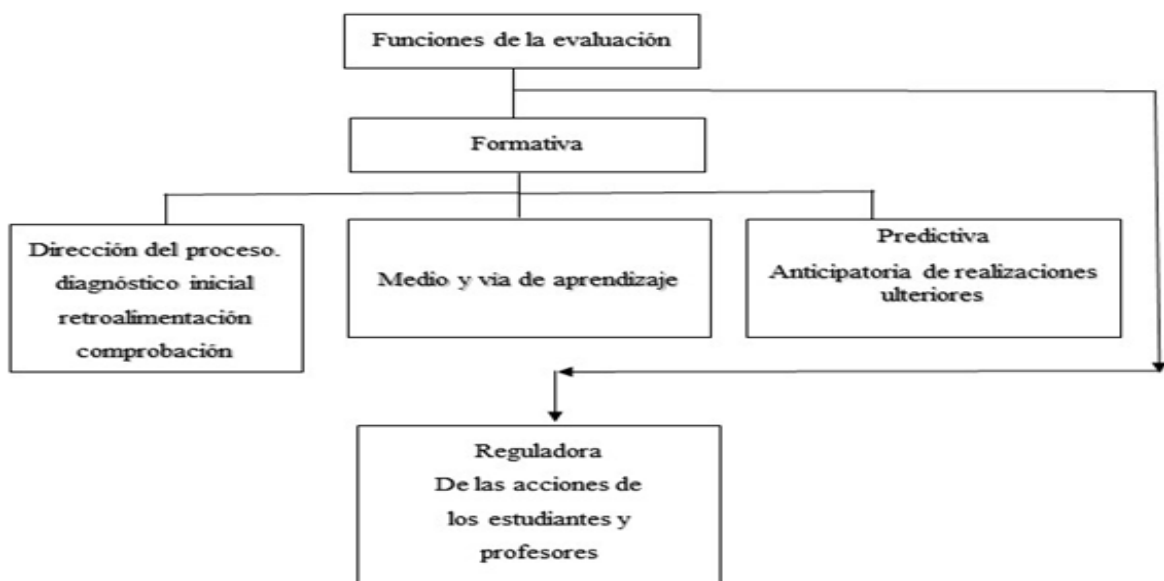 Funciones de la evaluación
Formativa
Dirección del proceso.
diagnóstico inicial
retroalimentación
comprobación
Medio y vía de aprendizaje
Predictiva
Anticipatoria de realizaciones
ulteriores
Reguladora
De las acciones de
los estudiantes y
profesores